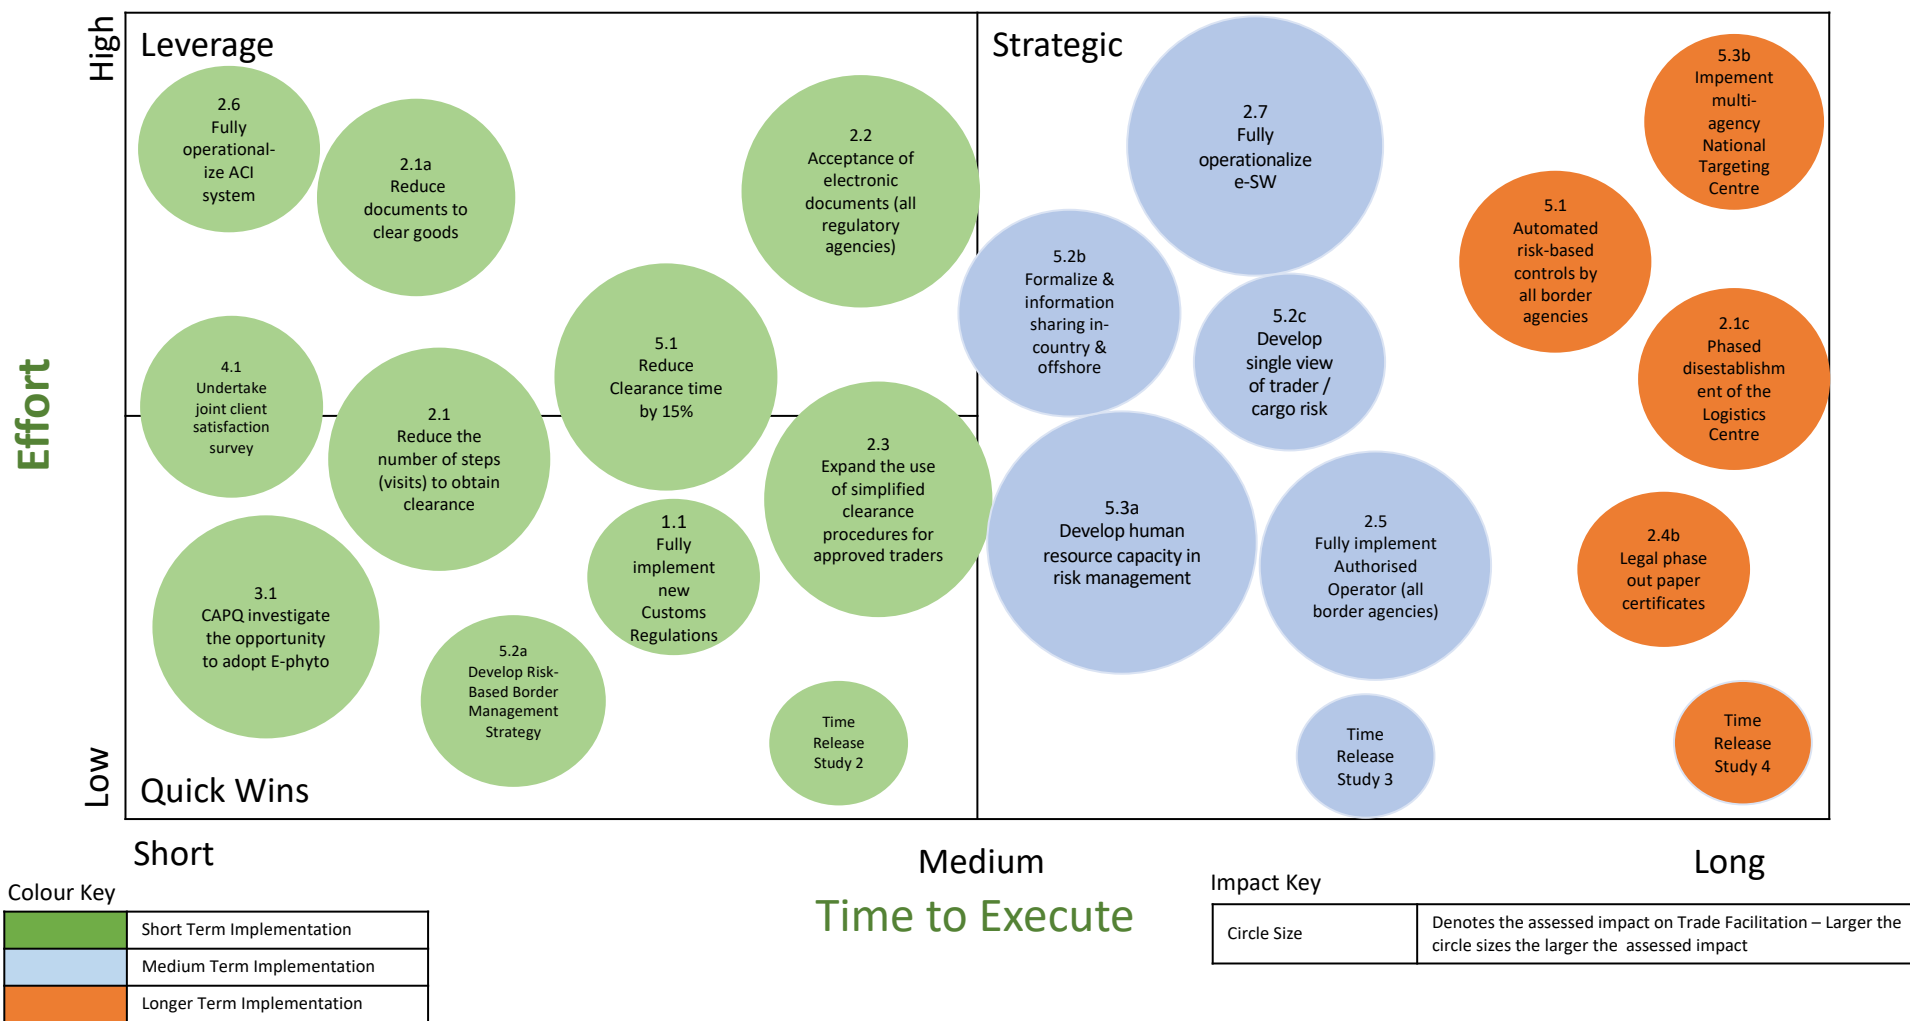 High
Leverage
Strategic
2.6
Fully
operational-
ize ACI
system
2.1a
Reduce
documents to
clear goods
2.2
Acceptance of
electronic
documents (all
regulatory
agencies)
2.7
Fully
operationalize
e-SW
5.3b
Impement
multi-
agency
National
Targeting
Centre
5.1
Automated
risk-based
controls by
all border
agencies
5.2b
Formalize &
information
sharing in-
country &
offshore
5.2c
Develop
single view
of trader /
cargo risk
2.1c
Phased
disestablishm
ent of the
Logistics
Centre
4.1
Undertake
joint client
satisfaction
survey
2.1
Reduce the
number of steps
(visits) to obtain
clearance
5.1
Reduce
Clearance time
by 15%
2.3
Expand the use
of simplified
clearance
procedures for
approved traders
5.3a
Develop human
resource capacity in
risk management
2.5
Fully implement
Authorised
Operator (all
border agencies)
2.4b
Legal phase
out paper
certificates
3.1
CAPQ investigate
the opportunity
to adopt E-phyto
1.1
Fully
implement
new
Customs
Regulations
5.2a
Develop Risk-
Based Border
Management
Strategy
Time
Release
Study 2
Time
Release
Study 3
Time
Release
Study 4
Effort
Low
Quick Wins
Short
Medium
Long
Time to Execute
Colour Key
Short Term Implementation
Medium Term Implementation
Longer Term Implementation
Impact Key
Circle Size
Denotes the assessed impact on Trade Facilitation – Larger the
circle sizes the larger the assessed impact